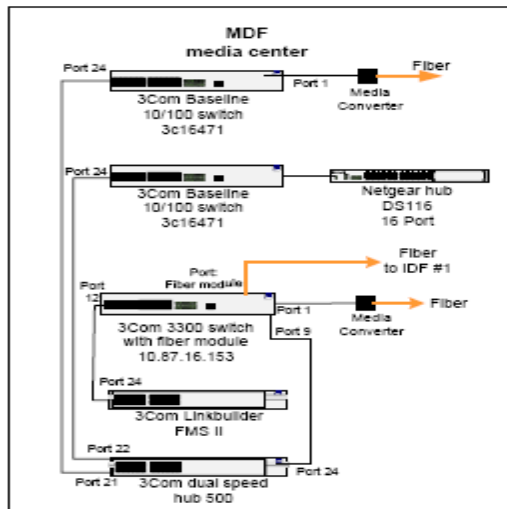 MDF
media center
Port 24
Port 1
Fiber
Media
Converter
3Com Baseline
10/100 switch
3c16471
Port 24
3Com Baseline
10/100 switch
3c16471
Netgear hub
DS116
16 Port
Fiber
to IDF #1
Port:
Fiber module
Port
12
Port 1
Fiber
Port 9
Media
Converter
3Com 3300 switch
with fiber module
10.87.16.153
Port 24
3Com Linkbuilder
FMS II
Port 22
Port 21
3Com dual speed
hub 500
Port 24